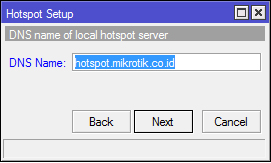 Hotspot Setup
DNS name of local hotspot server
DNS Name: hotspot.mikrotik.co.id
Back Next Cancel